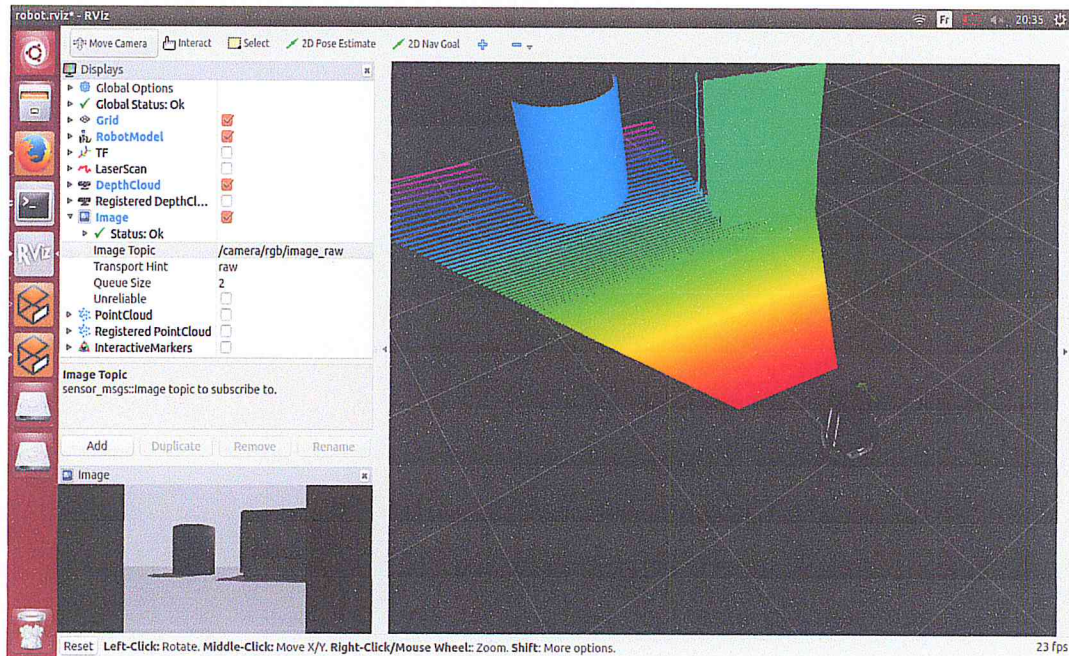 robot.rviz* - RViz
Fr
20:35
Move Camera
Interact
Select
2D Pose Estimate
2D Nav Goal
Displays
Global Options
Global Status: Ok
Grid
RobotModel
TF
LaserScan
DepthCloud
Registered DepthCl...
Image
Status: Ok
Image Topic /camera/rgb/image_raw
Transport Hint raw
Queue Size 2
Unreliable
PointCloud
Registered PointCloud
InteractiveMarkers
Image Topic
sensor_msgs::Image topic to subscribe to.
Add Duplicate Remove Rename
Image
RViz
Reset Left-Click: Rotate. Middle-Click: Move X/Y. Right-Click/Mouse Wheel:: Zoom. Shift: More options.
23 fps